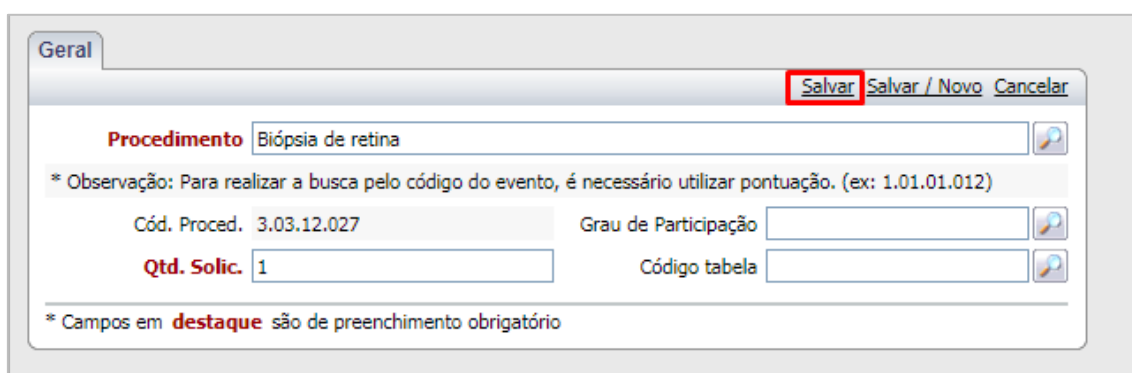 Geral
Salvar Salvar / Novo Cancelar
Procedimento Biópsia de retina
* Observação: Para realizar a busca pelo código do evento, é necessário utilizar pontuação. (ex: 1.01.01.012)
Cód. Proced. 3.03.12.027 Grau de Participação
Qtd. Solic. 1 Código tabela
* Campos em destaque são de preenchimento obrigatório